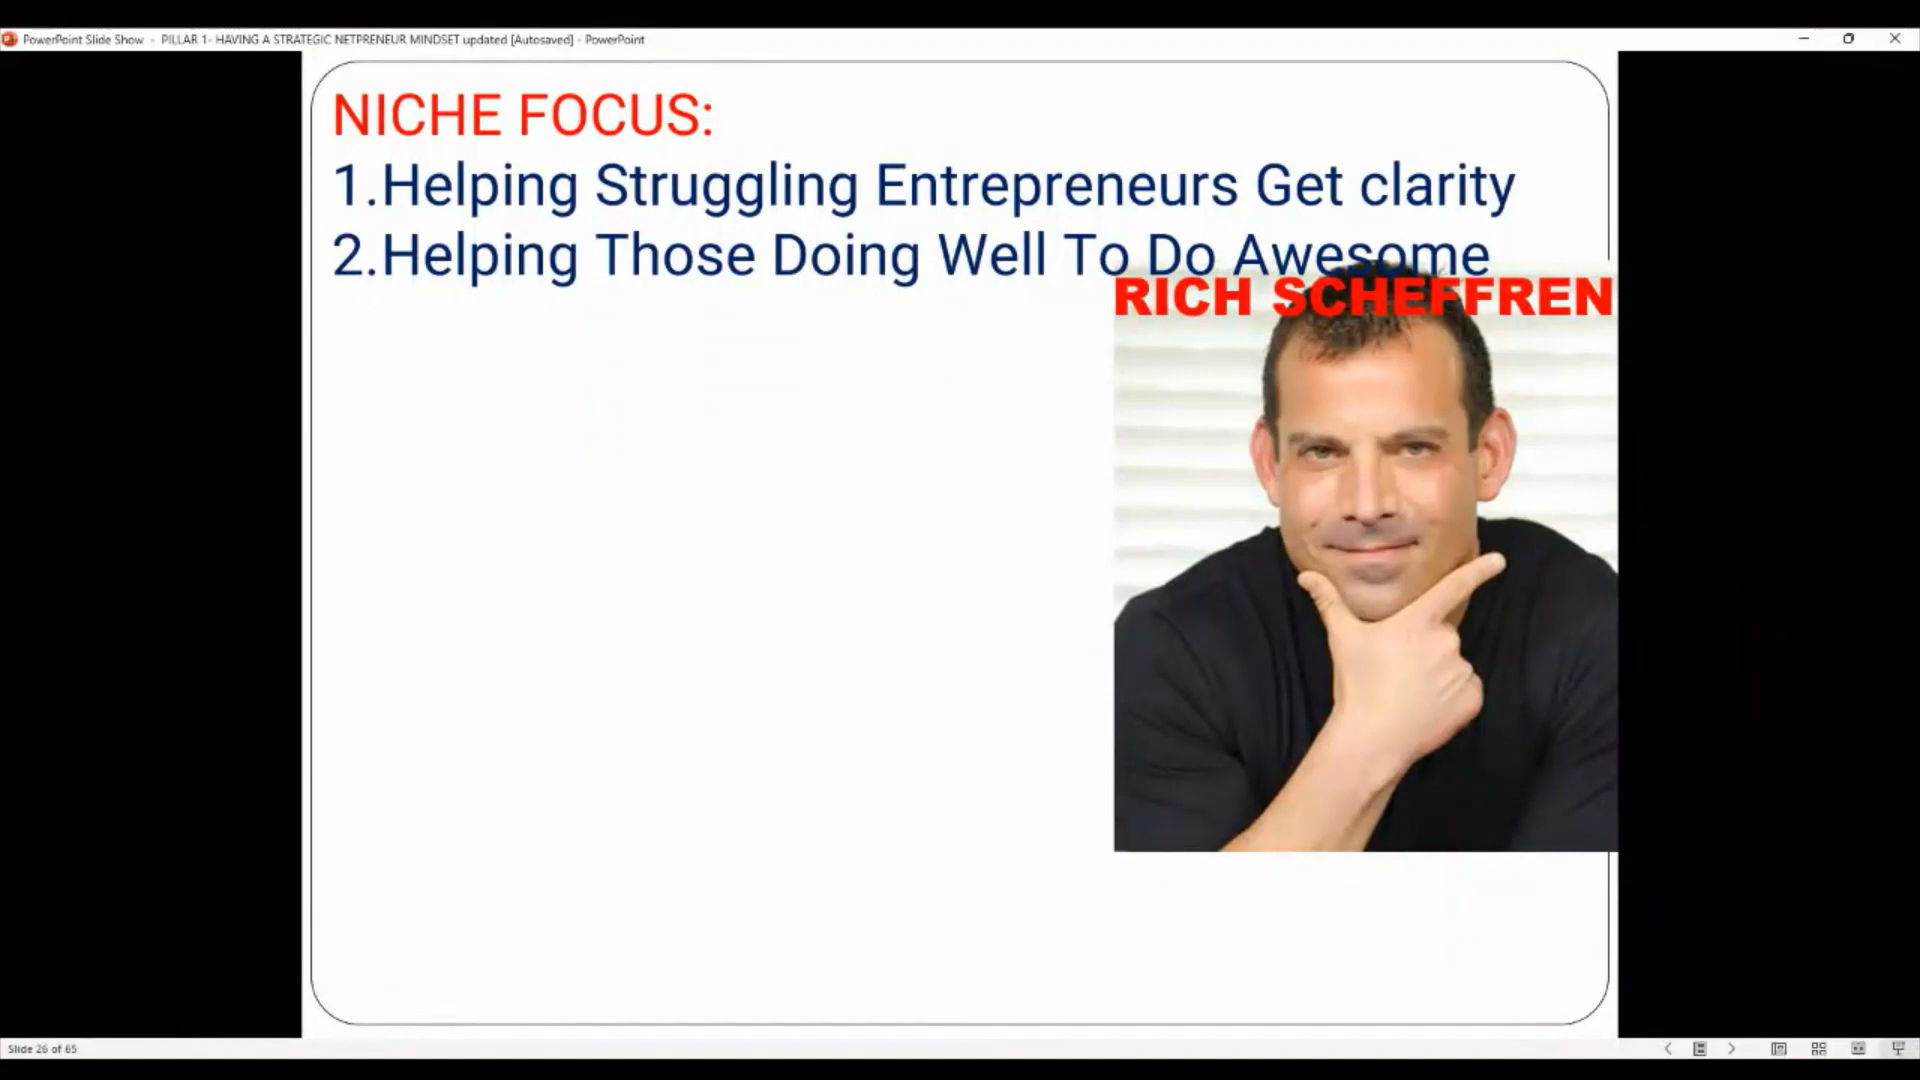 PowerPoint Slide Show - PILLAR 1- HAVING A STRATEGIC NETPRENEUR MINDSET updated [Autosaved] - PowerPoint
NICHE FOCUS:
1.Helping Struggling Entrepreneurs Get clarity
2.Helping Those Doing Well To Do Awesome
RICH SCHEFFREN
Slide 26 of 65